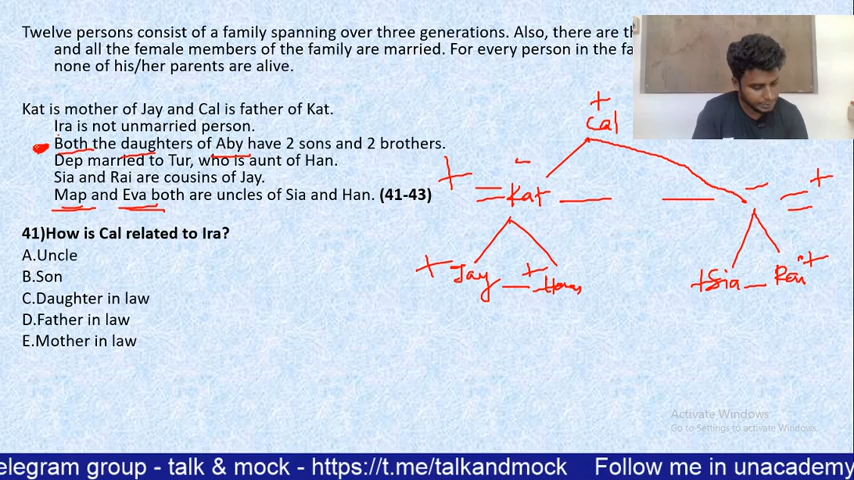 Twelve persons consist of a family spanning over three generations. Also, there are th
and all the female members of the family are married. For every person in the fa
none of his/her parents are alive.
Kat is mother of Jay and Cal is father of Kat.
Ira is not unmarried person.
Both the daughters of Aby have 2 sons and 2 brothers.
Dep married to Tur, who is aunt of Han.
Sia and Rai are cousins of Jay.
Map and Eva both are uncles of Sia and Han. (41-43)
41)How is Cal related to Ira?
A.Uncle
B.Son
C.Daughter in law
D.Father in law
E.Mother in law
+
Cal
+ = Kat — — - = +
+ Jay — + Han
+Sia — Rai +
Activate Windows
Go to Settings to activate Windows.
elegram group - talk & mock - https://t.me/talkandmock Follow me in unacademy